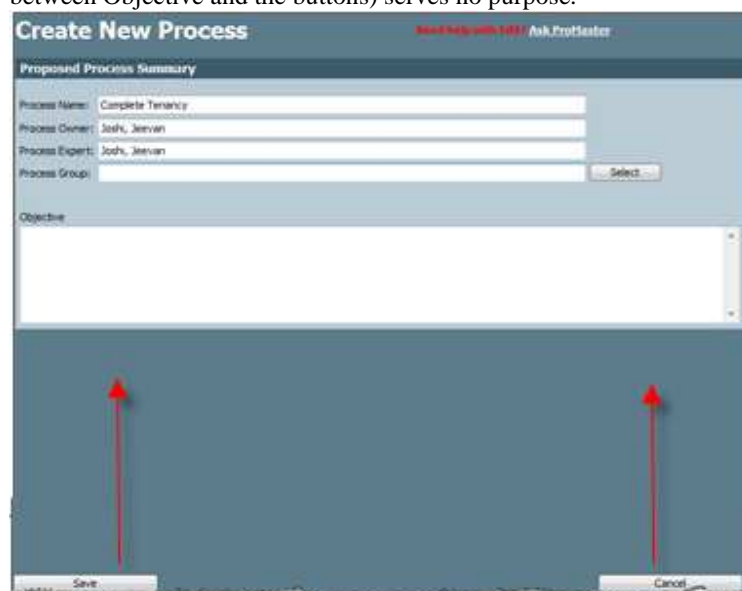 between Objective and the buttons) serves no purpose.
Create New Process
Need help with Edit? Ask ProMaster
Proposed Process Summary
Process Name: Complete Tenancy
Process Owner: Joshi, Jeevan
Process Expert: Joshi, Jeevan
Process Group: Select
Objective
Save Cancel